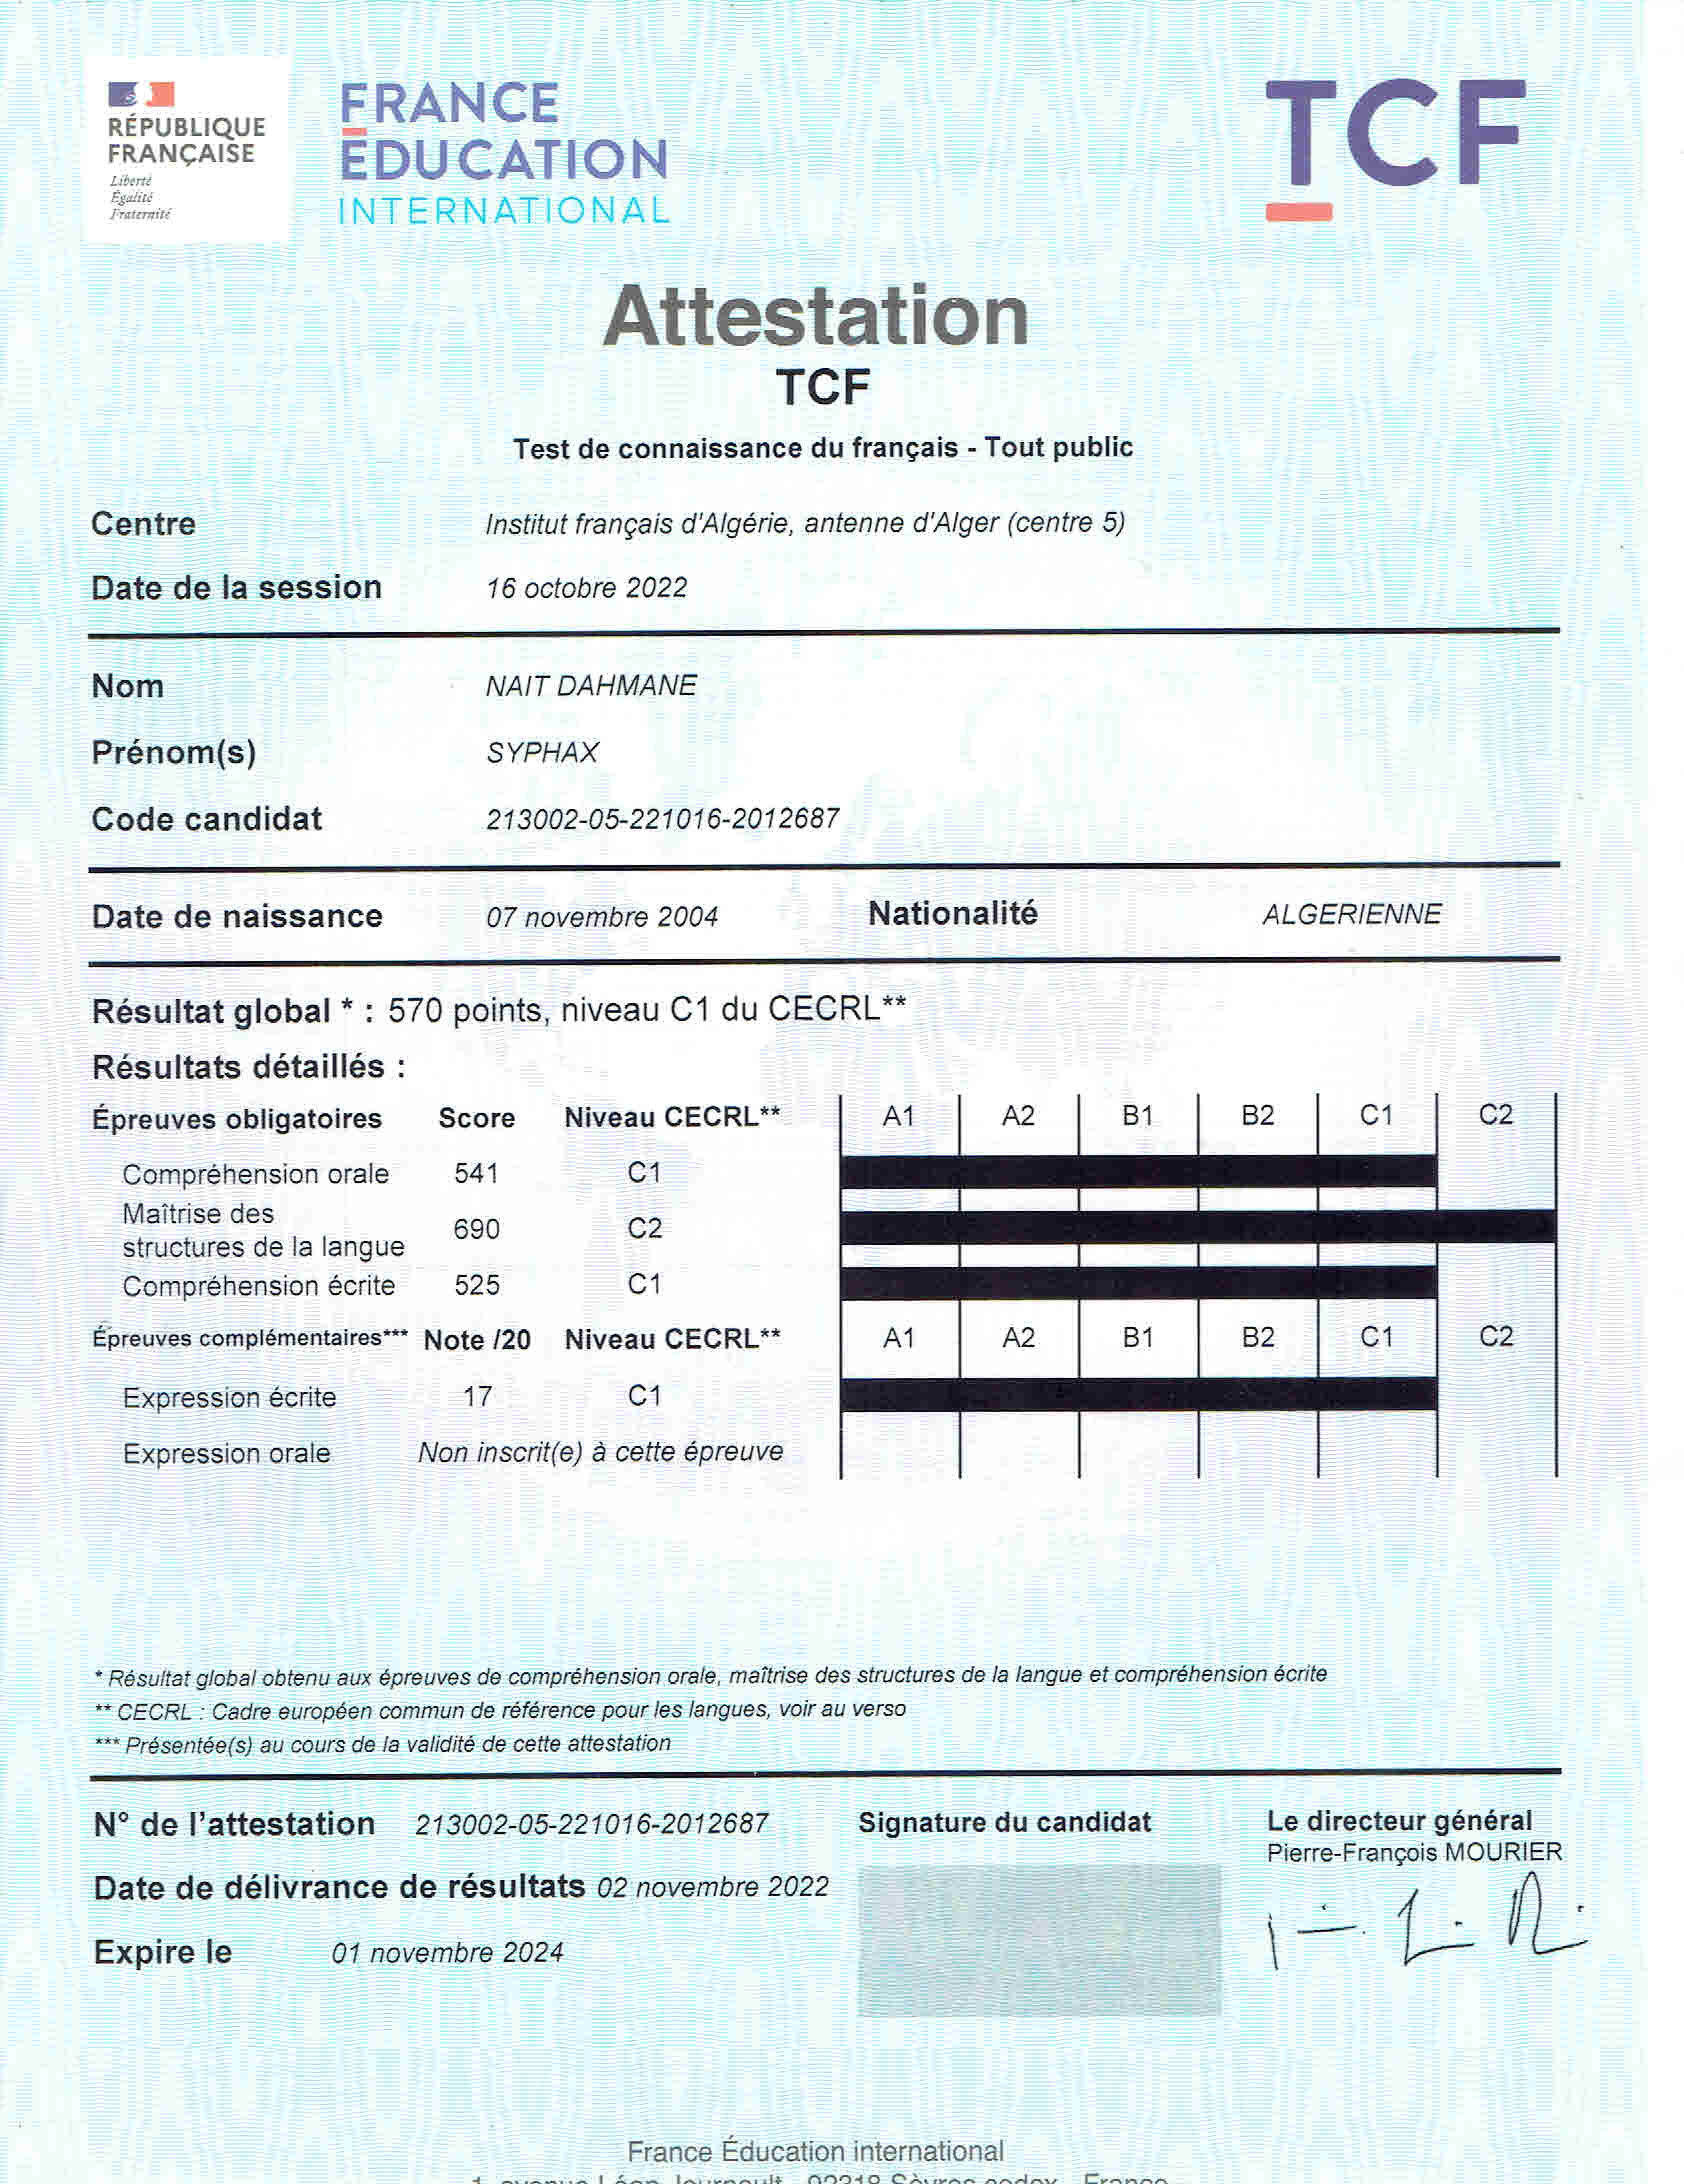 RÉPUBLIQUE
FRANÇAISE
Liberté
Égalité
Fraternité
FRANCE
ÉDUCATION
INTERNATIONAL
TCF
Attestation
TCF
Test de connaissance du français - Tout public
Centre Institut français d'Algérie, antenne d'Alger (centre 5)
Date de la session 16 octobre 2022
Nom NAIT DAHMANE
Prénom(s) SYPHAX
Code candidat 213002-05-221016-2012687
Date de naissance 07 novembre 2004 Nationalité ALGERIENNE
Résultat global * : 570 points, niveau C1 du CECRL**
Résultats détaillés :
Épreuves obligatoires Score Niveau CECRL** A1 A2 B1 B2 C1 C2
Compréhension orale 541 C1
Maîtrise des
structures de la langue 690 C2
Compréhension écrite 525 C1
Épreuves complémentaires*** Note /20 Niveau CECRL** A1 A2 B1 B2 C1 C2
Expression écrite 17 C1
Expression orale Non inscrit(e) à cette épreuve
* Résultat global obtenu aux épreuves de compréhension orale, maîtrise des structures de la langue et compréhension écrite
** CECRL : Cadre européen commun de référence pour les langues, voir au verso
*** Présentée(s) au cours de la validité de cette attestation
N° de l'attestation 213002-05-221016-2012687 Signature du candidat Le directeur général
Pierre-François MOURIER
Date de délivrance de résultats 02 novembre 2022
Expire le 01 novembre 2024
France Éducation international
1, avenue Léon Journault - 92318 Sèvres cedex - France